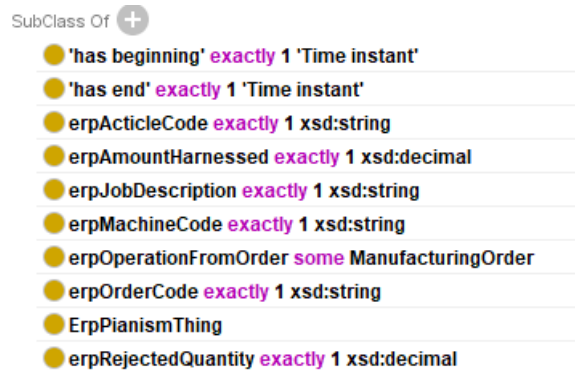 SubClass Of +
'has beginning' exactly 1 'Time instant'
'has end' exactly 1 'Time instant'
erpActicleCode exactly 1 xsd:string
erpAmountHarnessed exactly 1 xsd:decimal
erpJobDescription exactly 1 xsd:string
erpMachineCode exactly 1 xsd:string
erpOperationFromOrder some ManufacturingOrder
erpOrderCode exactly 1 xsd:string
ErpPianismThing
erpRejectedQuantity exactly 1 xsd:decimal